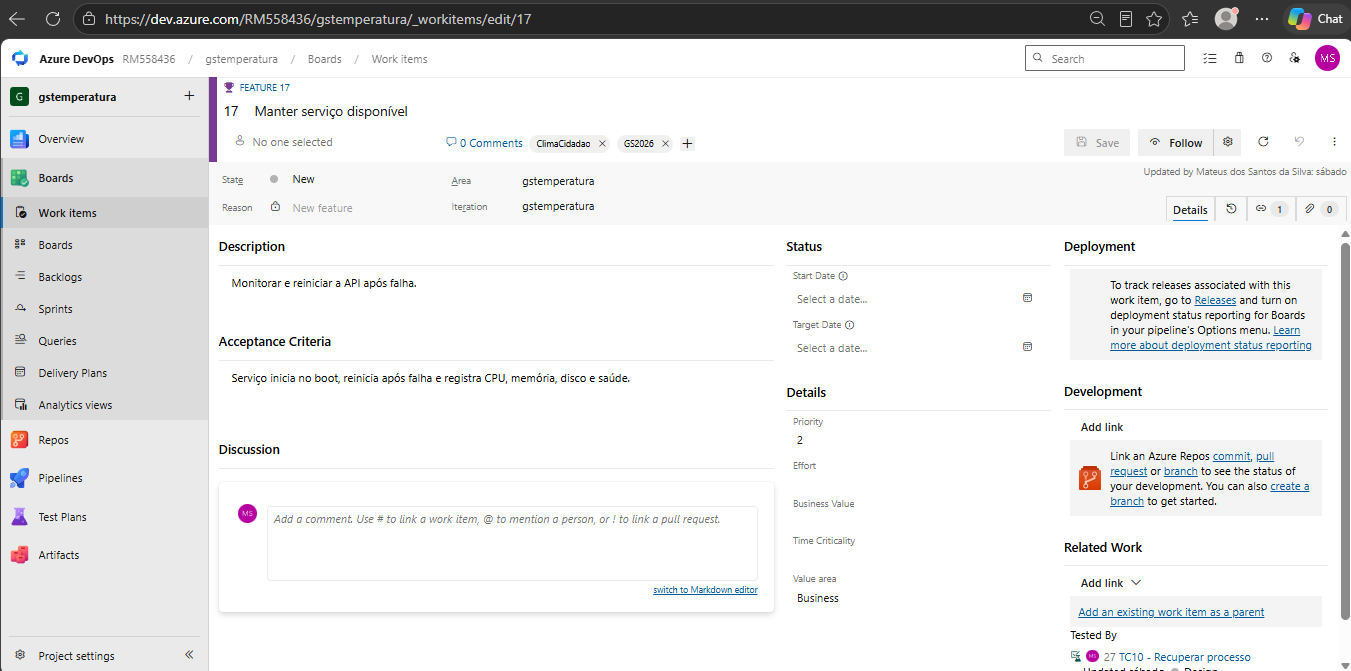 https://dev.azure.com/RM558436/gstemperatura/_workitems/edit/17
Chat
Azure DevOps RM558436 / gstemperatura / Boards / Work items
Search
MS
G gstemperatura
Overview
Boards
Work items
Boards
Backlogs
Sprints
Queries
Delivery Plans
Analytics views
Repos
Pipelines
Test Plans
Artifacts
Project settings
FEATURE 17
17 Manter serviço disponível
No one selected
0 Comments
ClimaCidadao
GS2026
Save
Follow
State
New
Area
gstemperatura
Updated by Mateus dos Santos da Silva: sábado
Reason
New feature
Iteration
gstemperatura
Details
1
0
Description
Monitorar e reiniciar a API após falha.
Acceptance Criteria
Serviço inicia no boot, reinicia após falha e registra CPU, memória, disco e saúde.
Discussion
MS
Add a comment. Use # to link a work item, @ to mention a person, or ! to link a pull request.
switch to Markdown editor
Status
Start Date
Select a date...
Target Date
Select a date...
Details
Priority
2
Effort
Business Value
Time Criticality
Value area
Business
Deployment
To track releases associated with this
work item, go to Releases and turn on
deployment status reporting for Boards
in your pipeline's Options menu. Learn
more about deployment status reporting
Development
Add link
Link an Azure Repos commit, pull
request or branch to see the status of
your development. You can also create a
branch to get started.
Related Work
Add link
Add an existing work item as a parent
Tested By
MS 27 TC10 - Recuperar processo
Updated sábado Design